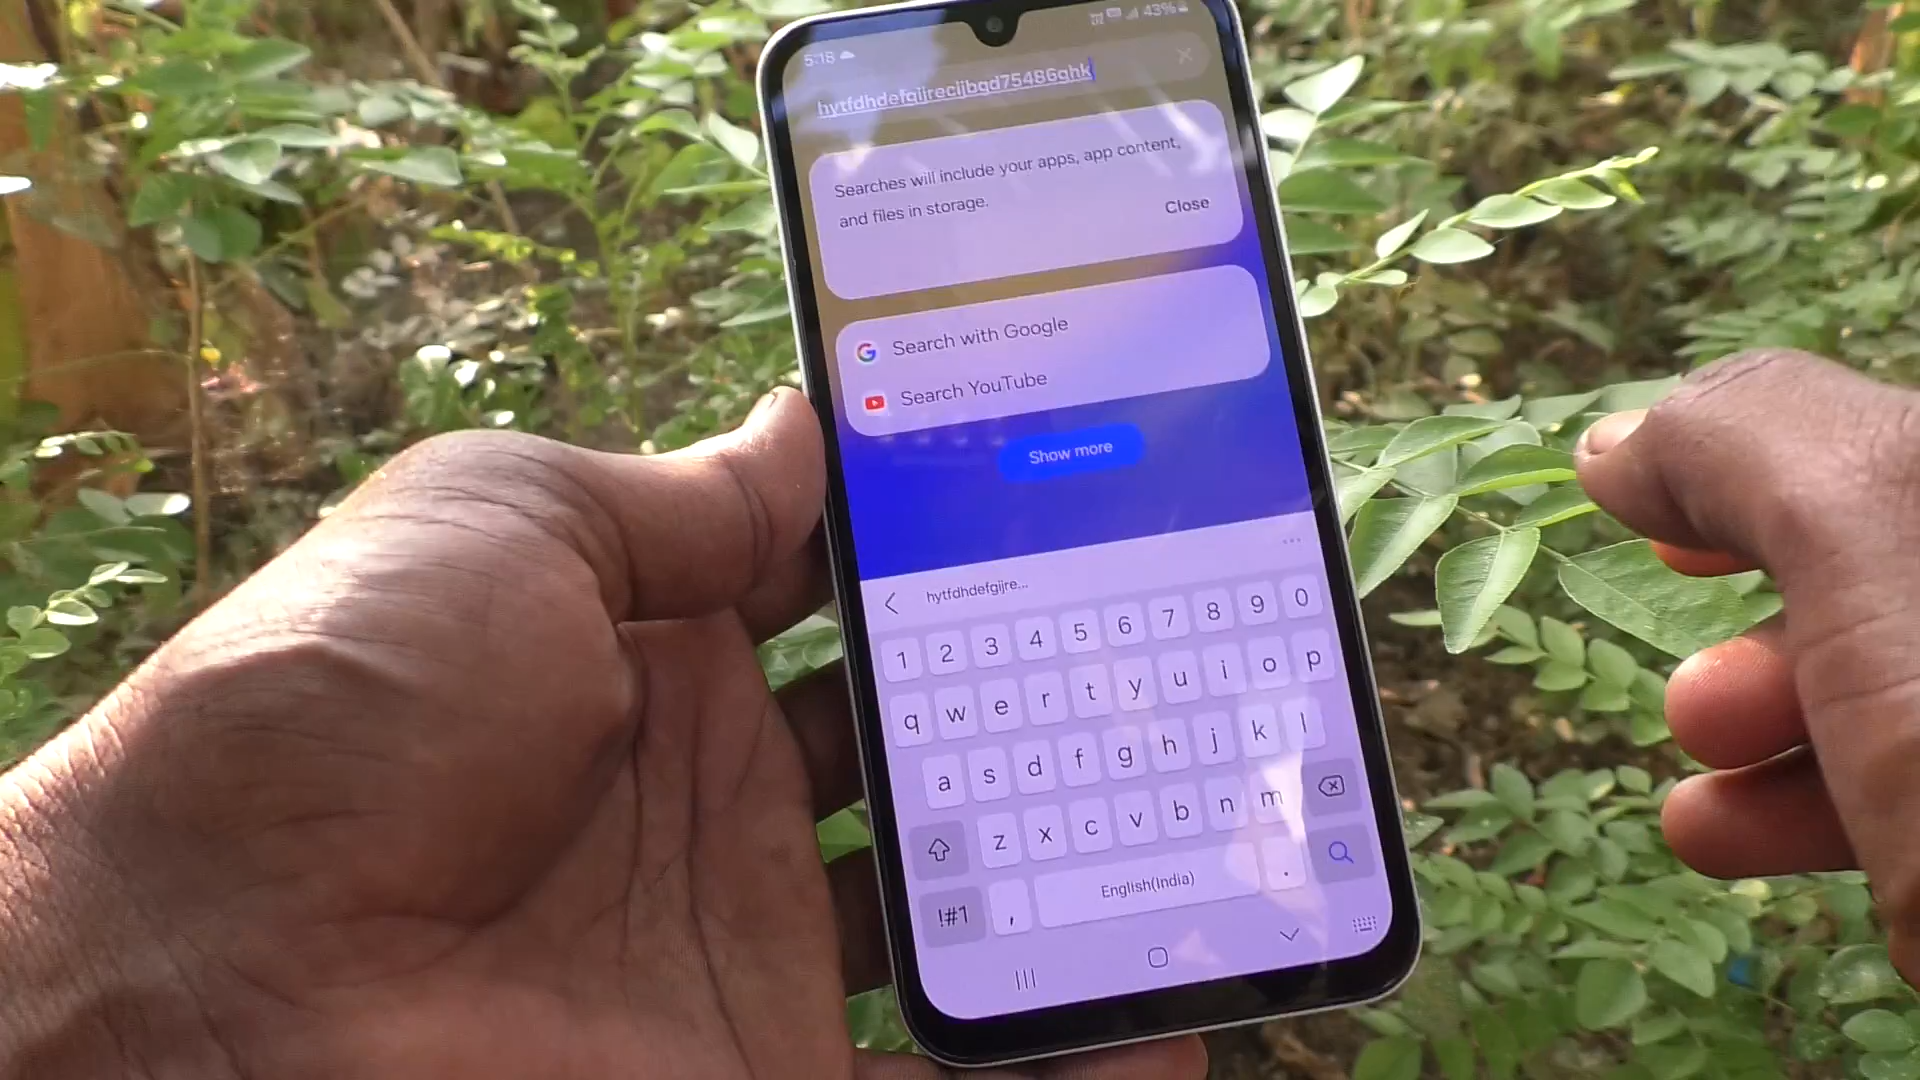 5:18
43%
hytfdhdefgijrecijbgd75486ghk
Searches will include your apps, app content,
and files in storage.
Close
Search with Google
Search YouTube
Show more
hytfdhdefgijre...
1 2 3 4 5 6 7 8 9 0
q w e r t y u i o p
a s d f g h j k l
z x c v b n m
!#1 , English(India) .